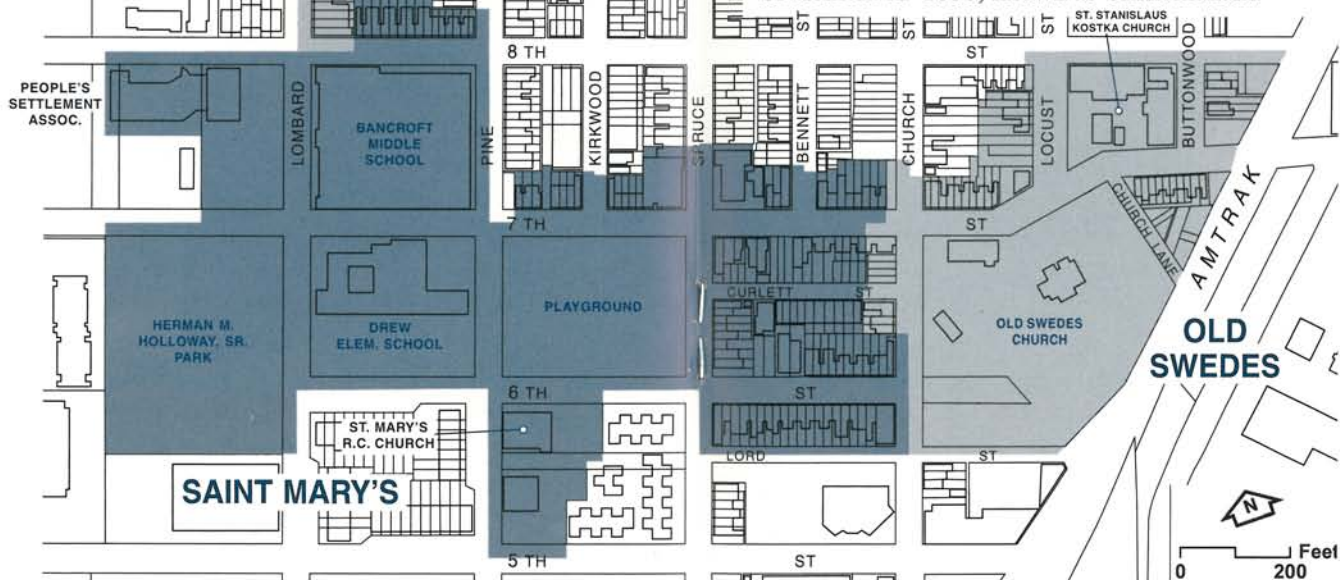 ST. STANISLAUS
KOSTKA CHURCH
ST
ST
ST
8 TH
ST
PEOPLE'S
SETTLEMENT
ASSOC.
LOMBARD
BANCROFT
MIDDLE
SCHOOL
PINE
KIRKWOOD
SPRUCE
BENNETT
CHURCH
LOCUST
BUTTONWOOD
7 TH
ST
CHURCH LANE
AMTRAK
HERMAN M.
HOLLOWAY, SR.
PARK
DREW
ELEM. SCHOOL
PLAYGROUND
CURLETT
ST
OLD SWEDES
CHURCH
OLD
SWEDES
6 TH
ST
ST. MARY'S
R.C. CHURCH
LORD
ST
SAINT MARY'S
N
5 TH
ST
Feet
0
200